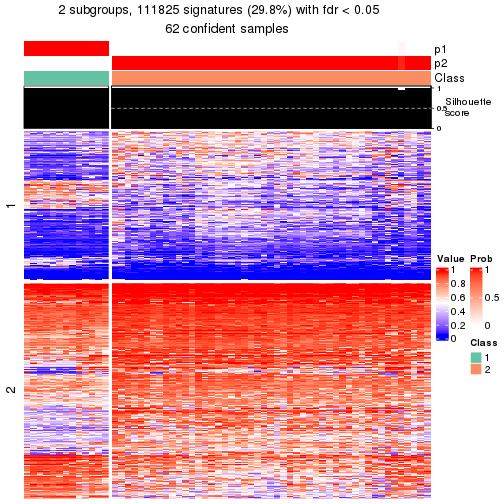 2 subgroups, 111825 signatures (29.8%) with fdr < 0.05
62 confident samples
p1
p2
Class
1
0.5
0
Silhouette
score
1
2
Value
1
0.8
0.6
0.4
0.2
0
Prob
1
0.5
0
Class
1
2